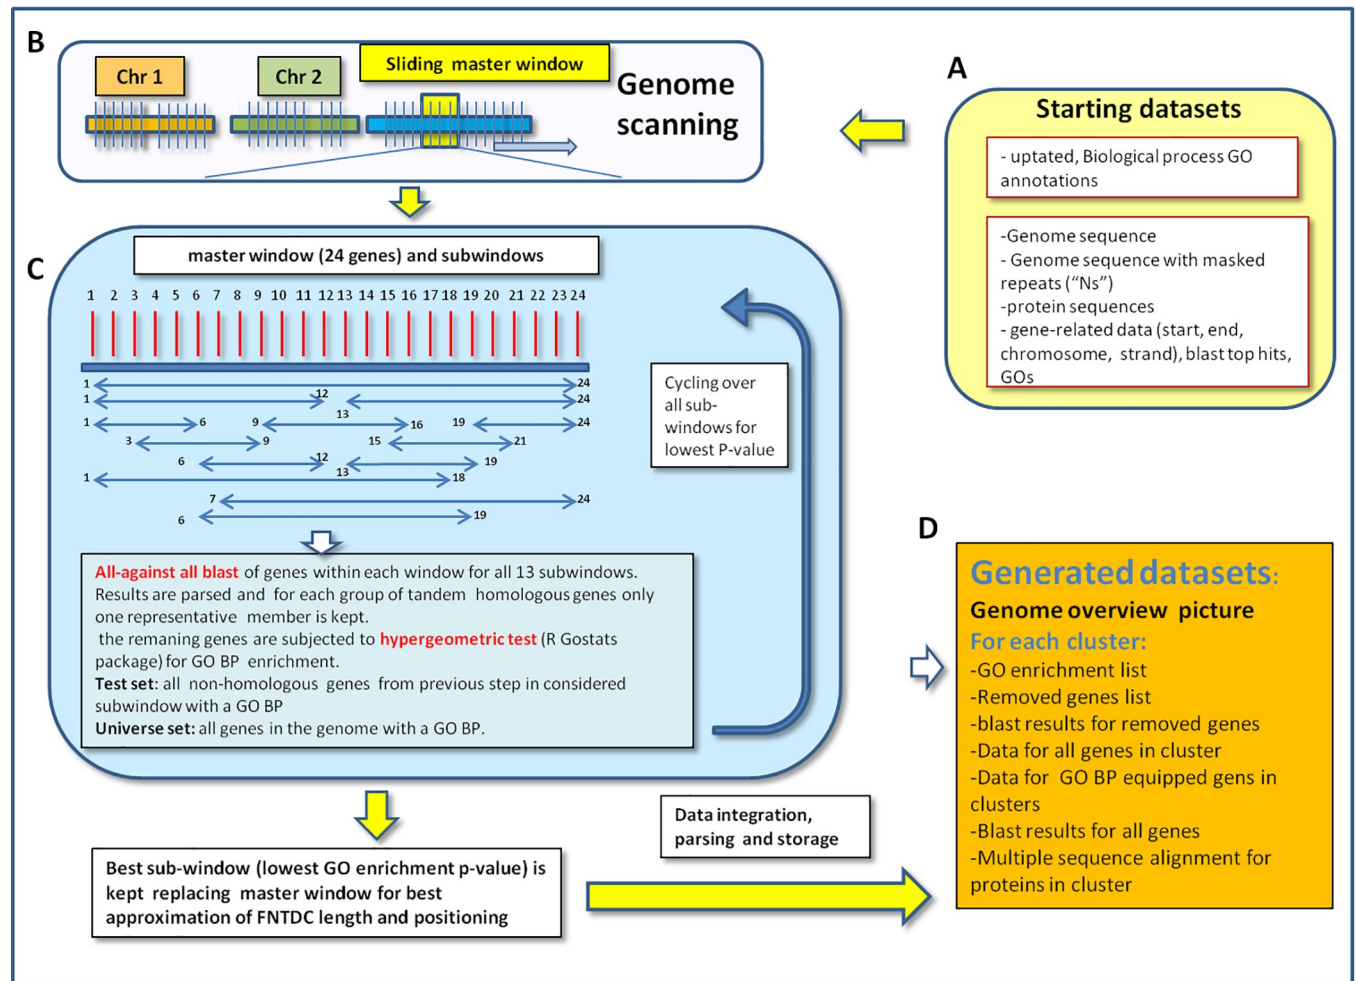 B
Chr 1
Chr 2
Sliding master window
Genome
scanning
A
Starting datasets
- uptated, Biological process GO
annotations
-Genome sequence
- Genome sequence with masked
repeats (“Ns”)
-protein sequences
- gene-related data (start, end,
chromosome, strand), blast top hits,
GOs
C
master window (24 genes) and subwindows
1 2 3 4 5 6 7 8 9 10 11 12 13 14 15 16 17 18 19 20 21 22 23 24
1 24
1 12 13 24
1 6 9 16 19 24
3 9 15 21
6 12 13 19
1 18
7 24
6 19
Cycling over
all sub-
windows for
lowest P-value
All-against all blast of genes within each window for all 13 subwindows.
Results are parsed and for each group of tandem homologous genes only
one representative member is kept.
the remaning genes are subjected to hypergeometric test (R Gostats
package) for GO BP enrichment.
Test set: all non-homologous genes from previous step in considered
subwindow with a GO BP
Universe set: all genes in the genome with a GO BP.
Best sub-window (lowest GO enrichment p-value) is
kept replacing master window for best
approximation of FNTDC length and positioning
Data integration,
parsing and storage
D
Generated datasets:
Genome overview picture
For each cluster:
-GO enrichment list
-Removed genes list
-blast results for removed genes
-Data for all genes in cluster
-Data for GO BP equipped gens in
clusters
-Blast results for all genes
-Multiple sequence alignment for
proteins in cluster